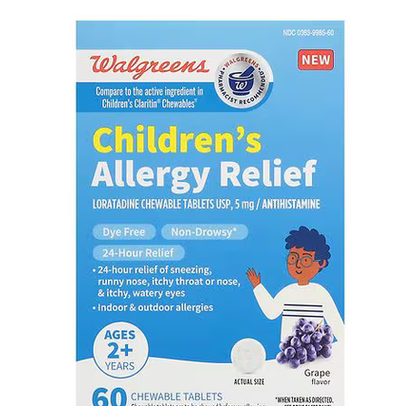 NDC 0363-9985-60
Walgreens
WALGREENS PHARMACIST RECOMMENDED
NEW
Compare to the active ingredient in
Children's Claritin® Chewables†
Children's
Allergy Relief
LORATADINE CHEWABLE TABLETS USP, 5 mg / ANTIHISTAMINE
Dye Free
Non-Drowsy*
24-Hour Relief
• 24-hour relief of sneezing,
runny nose, itchy throat or nose,
& itchy, watery eyes
• Indoor & outdoor allergies
AGES
2+
YEARS
ACTUAL SIZE
Grape
flavor
60 CHEWABLE TABLETS
*WHEN TAKEN AS DIRECTED.